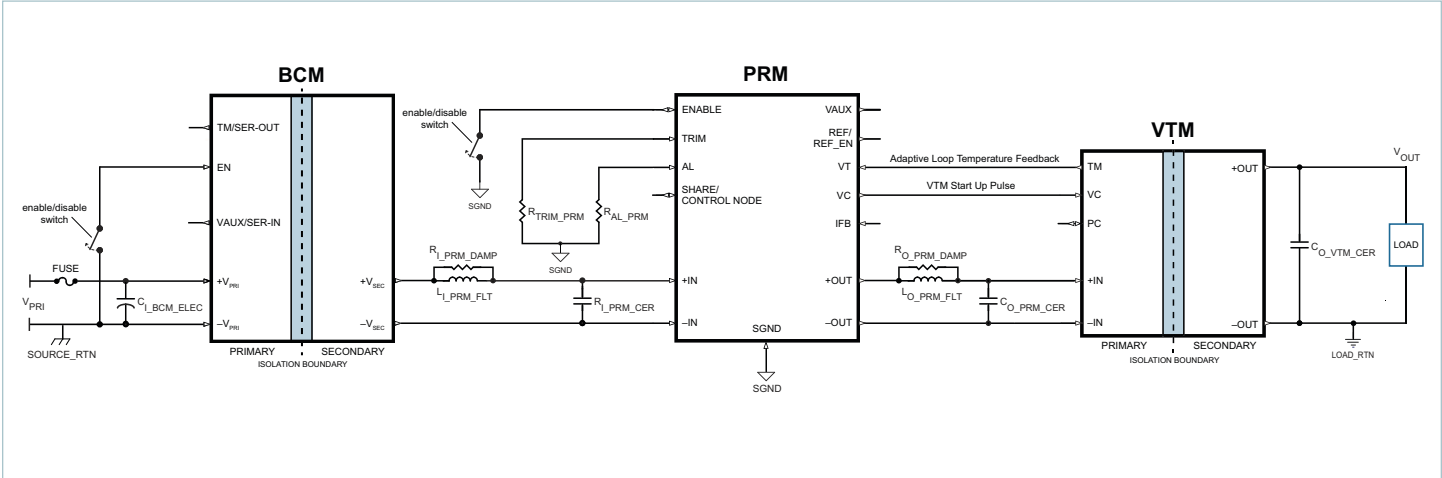 BCM
PRM
VTM
enable/disable
switch
TM/SER-OUT
EN
VAUX/SER-IN
enable/disable
switch
FUSE
V_PRI
C_I_BCM_ELEC
SOURCE_RTN
+V_PRI
–V_PRI
+V_SEC
–V_SEC
PRIMARY
SECONDARY
ISOLATION BOUNDARY
R_I_PRM_DAMP
L_I_PRM_FLT
R_I_PRM_CER
SGND
R_TRIM_PRM
R_AL_PRM
SGND
ENABLE
TRIM
AL
SHARE/
CONTROL NODE
+IN
–IN
VAUX
REF/
REF_EN
VT
VC
IFB
+OUT
–OUT
SGND
SGND
Adaptive Loop Temperature Feedback
VTM Start Up Pulse
R_O_PRM_DAMP
L_O_PRM_FLT
C_O_PRM_CER
TM
VC
PC
+IN
–IN
+OUT
–OUT
PRIMARY
SECONDARY
ISOLATION BOUNDARY
C_O_VTM_CER
V_OUT
LOAD
LOAD_RTN